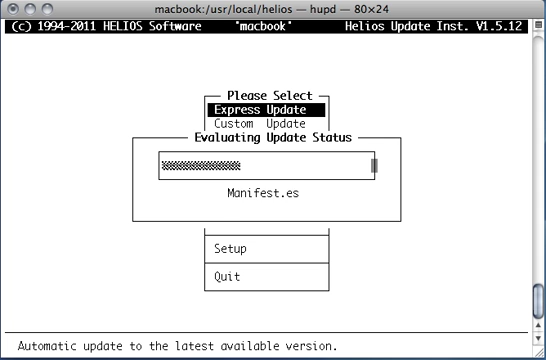 macbook:/usr/local/helios — hupd — 80×24
(c) 1994-2011 HELIOS Software "macbook" Helios Update Inst. V1.5.12
Please Select
Express Update
Custom Update
Evaluating Update Status
Manifest.es
Setup
Quit
Automatic update to the latest available version.